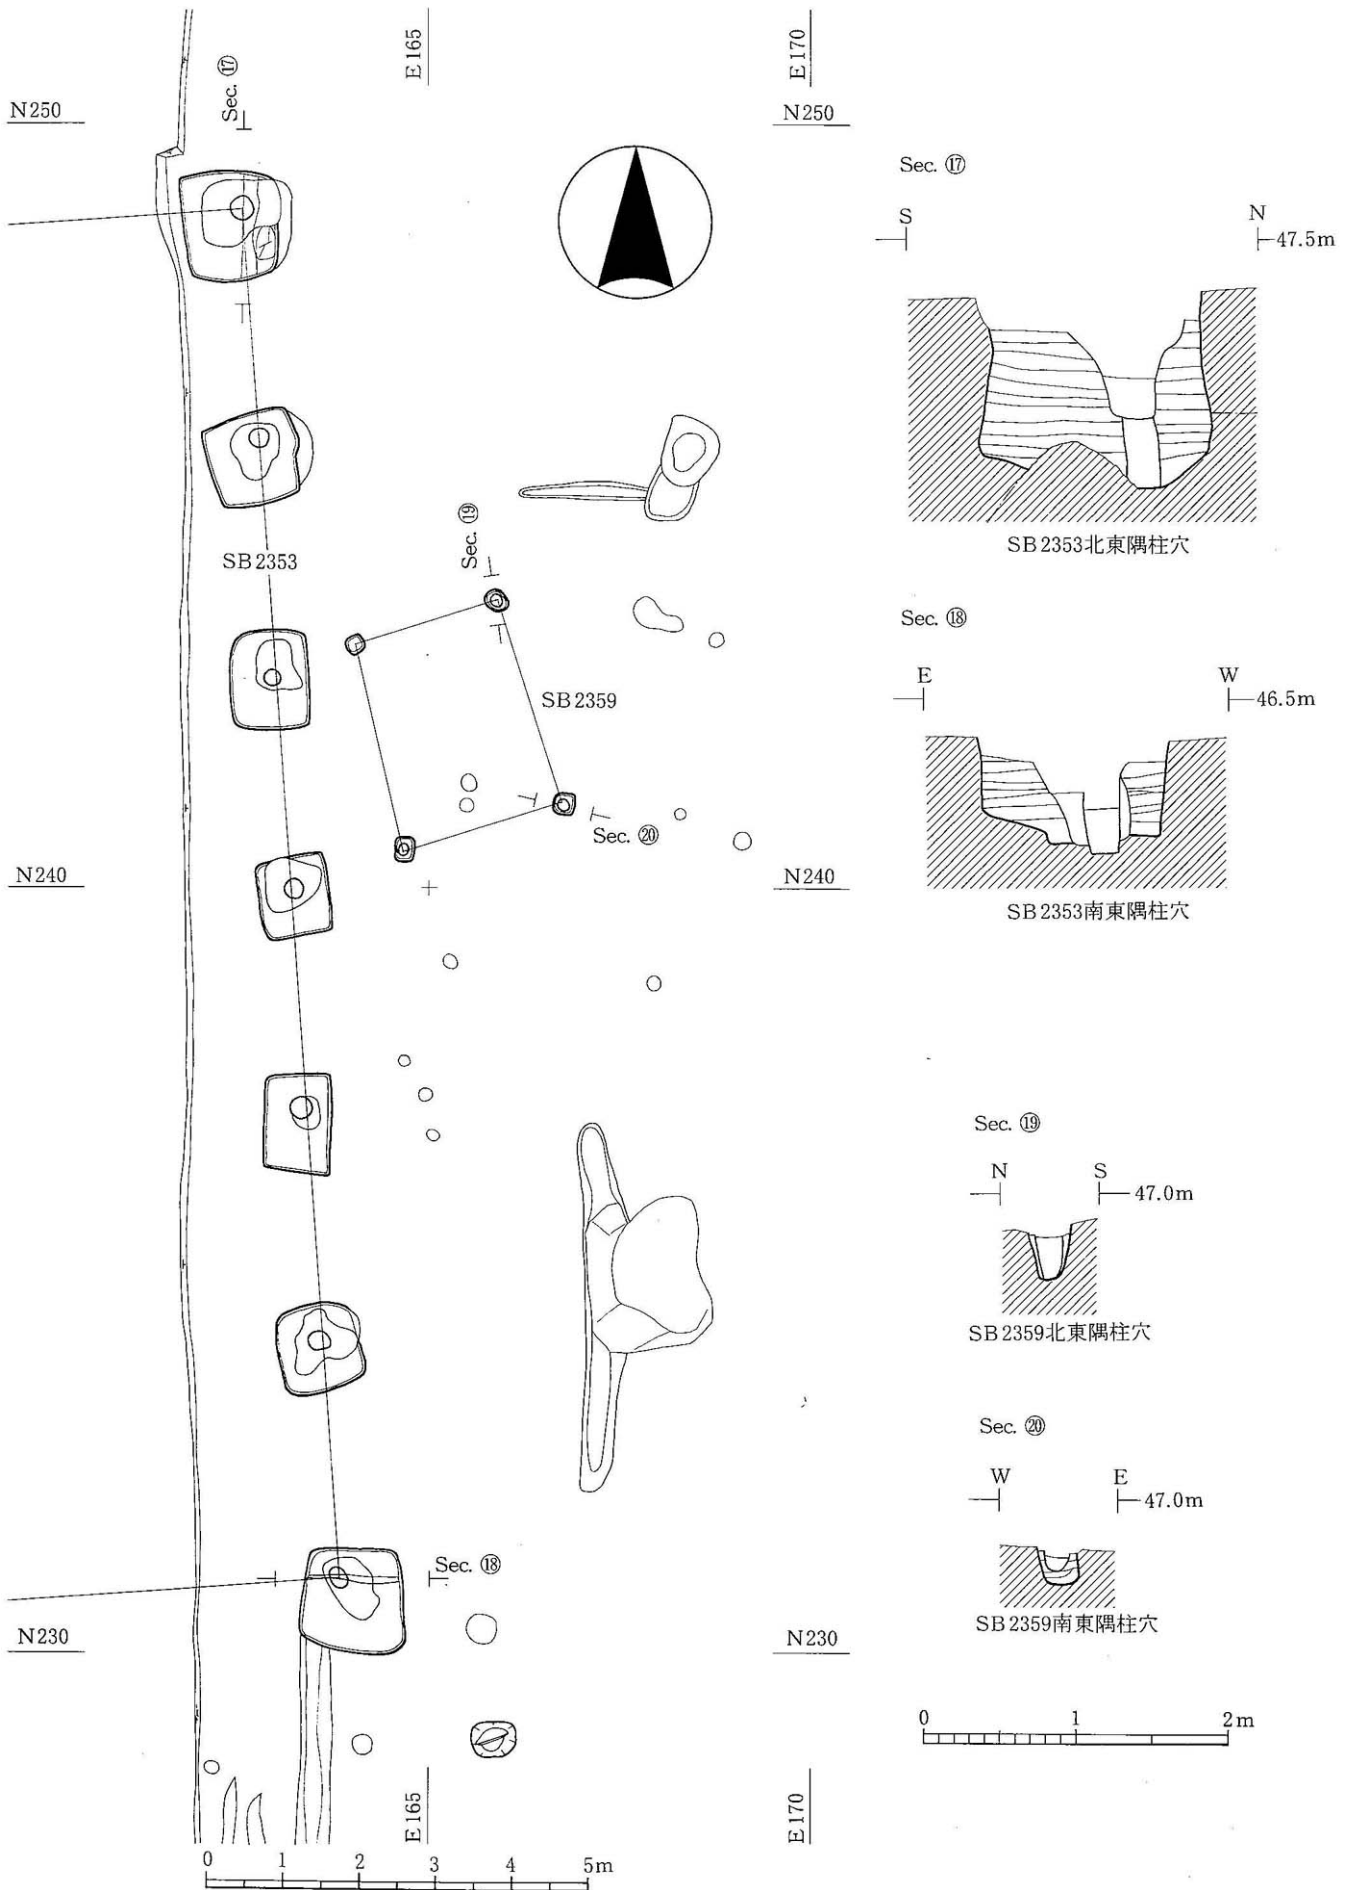 E165
E170
Sec. ⑰
N250
N250
Sec. ⑰
S
N
47.5m
SB2353北東隅柱穴
SB2353
Sec. ⑲
SB2359
Sec. ⑳
Sec. ⑱
E
W
46.5m
SB2353南東隅柱穴
N240
N240
Sec. ⑲
N
S
47.0m
SB2359北東隅柱穴
Sec. ⑳
W
E
47.0m
SB2359南東隅柱穴
Sec. ⑱
N230
N230
0 1 2m
E165
E170
0 1 2 3 4 5m